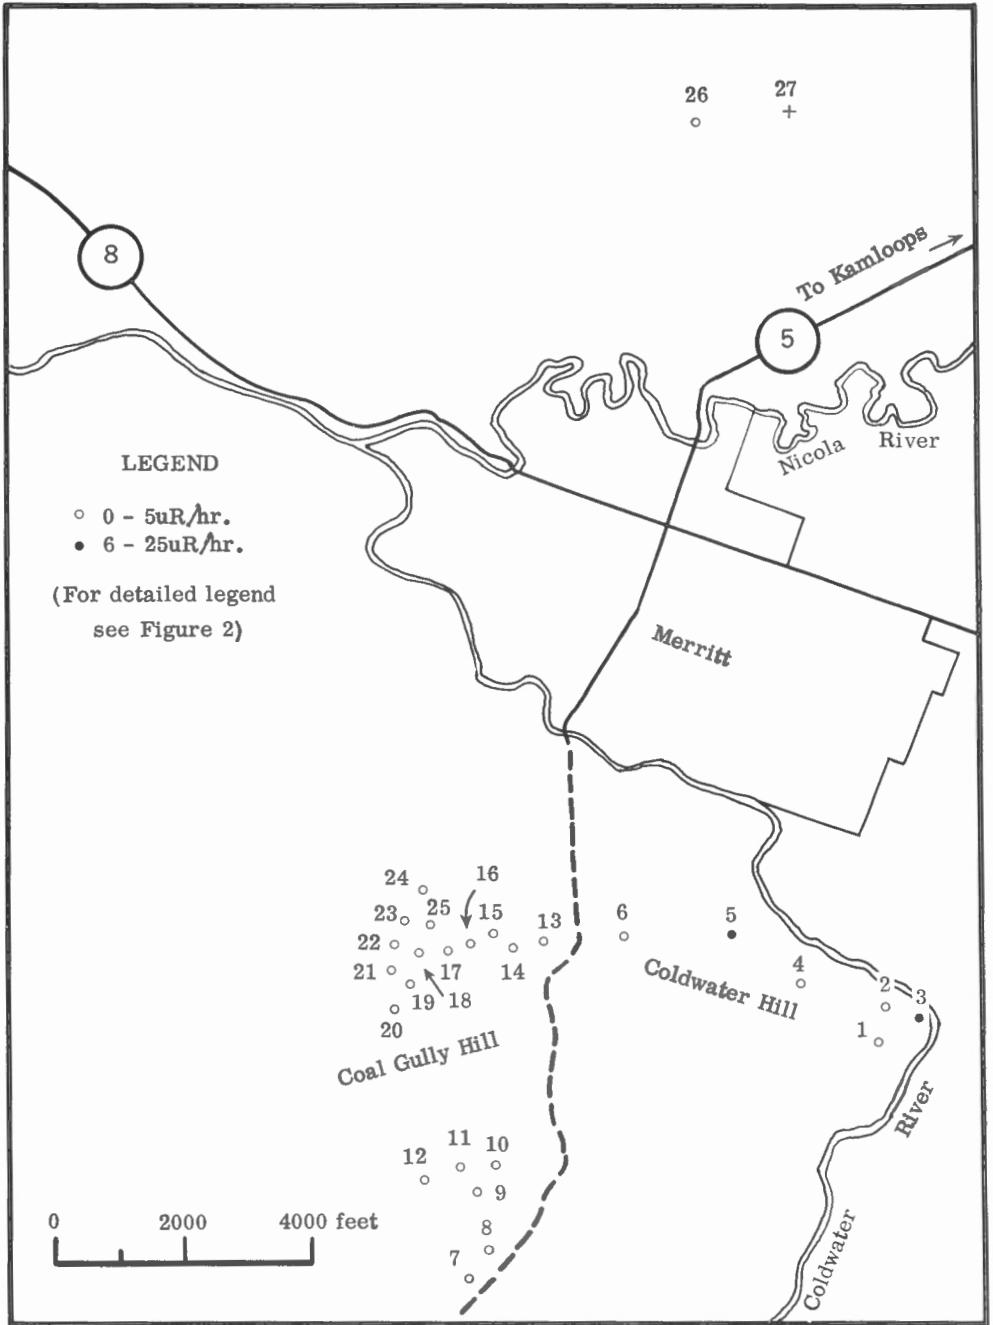 26
27
8
To Kamloops
5
Nicola River
LEGEND
0 - 5uR/hr.
6 - 25uR/hr.
(For detailed legend
see Figure 2)
Merritt
24
16
23
25
15
13
6
5
22
21
17
14
4
2
3
19
18
20
1
Coldwater Hill
Coal Gully Hill
12
11
10
9
8
7
0 2000 4000 feet
Coldwater River